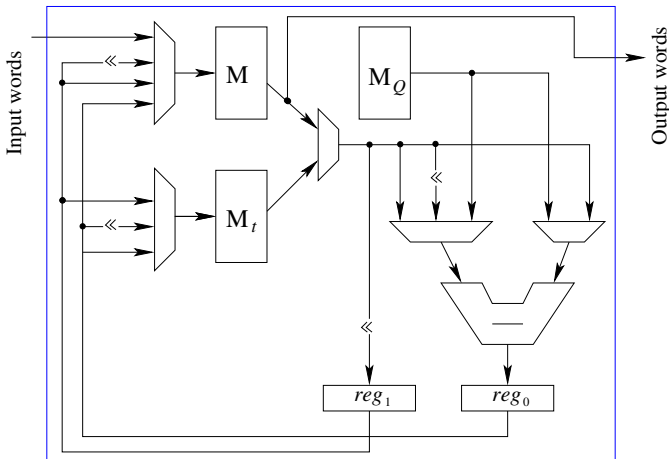 Input words
≪
M
M_Q
Output words
≪
M_t
≪
≪
—
reg_1
reg_0